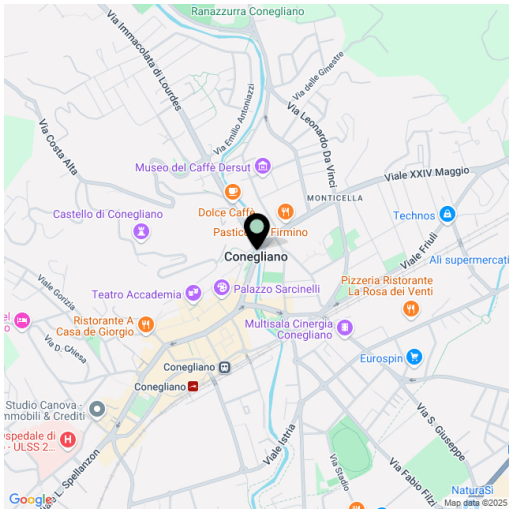 Ranazzurra Conegliano
Via Immacolata di Lourdes
Via delle Ginestre
Via Emilio Antoniazzi
Via Leonardo Da Vinci
Via Costa Alta
Museo del Caffè Dersut
Viale XXIV Maggio
MONTICELLA
Castello di Conegliano
Dolce Caffè
Technos
Firmino
Viale Friuli
Conegliano
Alì supermercati
Viale Gorizia
Teatro Accademia
Palazzo Sarcinelli
Pizzeria Ristorante
La Rosa dei Venti
Ristorante A
Casa de Giorgio...
Multisala Cinergia
Conegliano
Via D. Chiesa
Eurospin
Conegliano
Conegliano
Studio Canova -
mmobili & Crediti
Via S. Giuseppe
ospedale di
- ULSS 2...
Viale Istria
Via Stadio
L. Spellanzon
Via Fabio Filzi
NaturaSì
Google
Map data ©2025